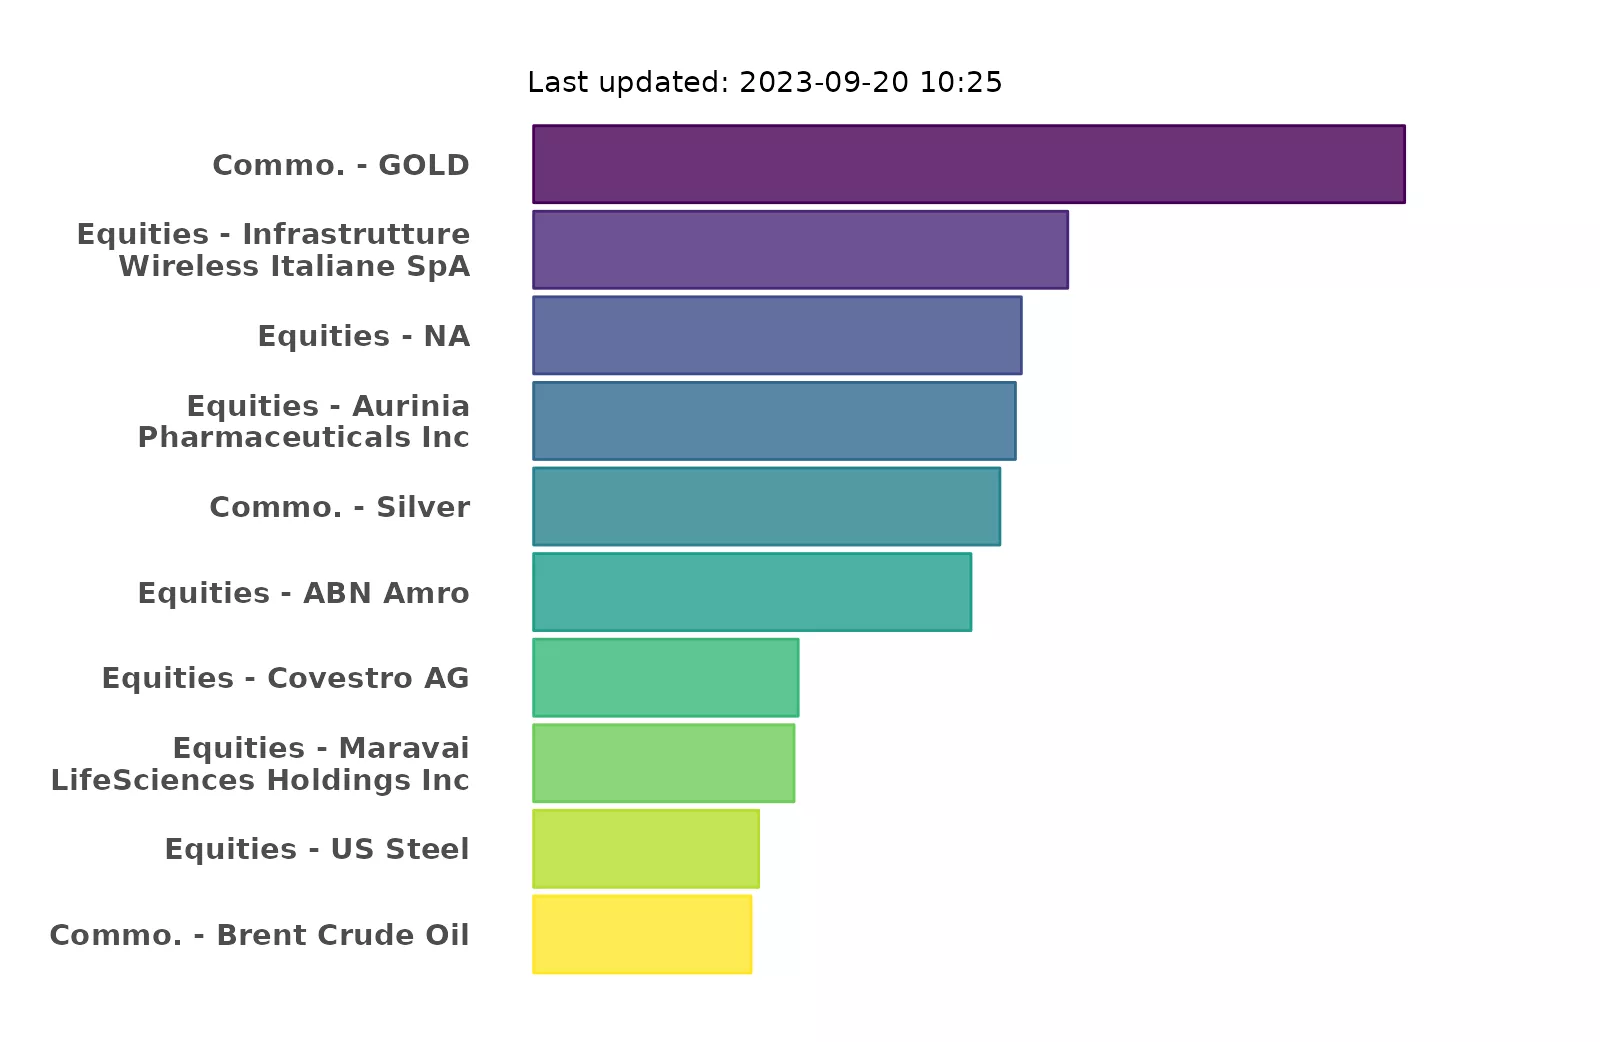 Last updated: 2023-09-20 10:25
Commo. - GOLD
Equities - Infrastrutture
Wireless Italiane SpA
Equities - NA
Equities - Aurinia
Pharmaceuticals Inc
Commo. - Silver
Equities - ABN Amro
Equities - Covestro AG
Equities - Maravai
LifeSciences Holdings Inc
Equities - US Steel
Commo. - Brent Crude Oil